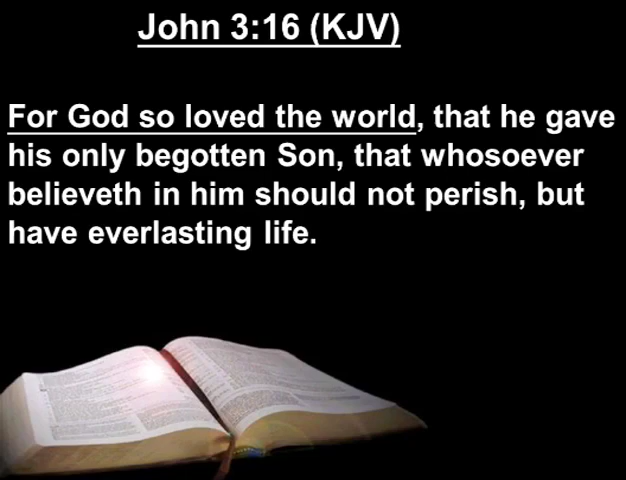 John 3:16 (KJV)
For God so loved the world, that he gave
his only begotten Son, that whosoever
believeth in him should not perish, but
have everlasting life.